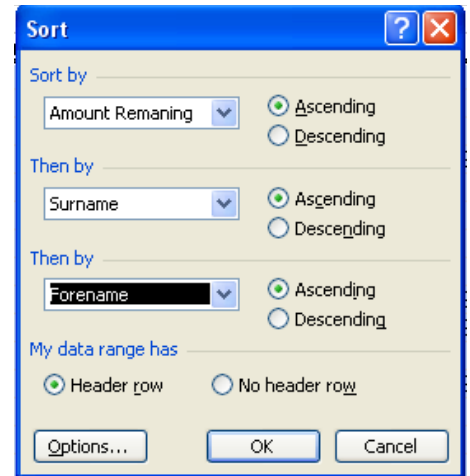 Sort
Sort by
Amount Remaning
Ascending
Descending
Then by
Surname
Ascending
Descending
Then by
Forename
Ascending
Descending
My data range has
Header row
No header row
Options...
OK
Cancel